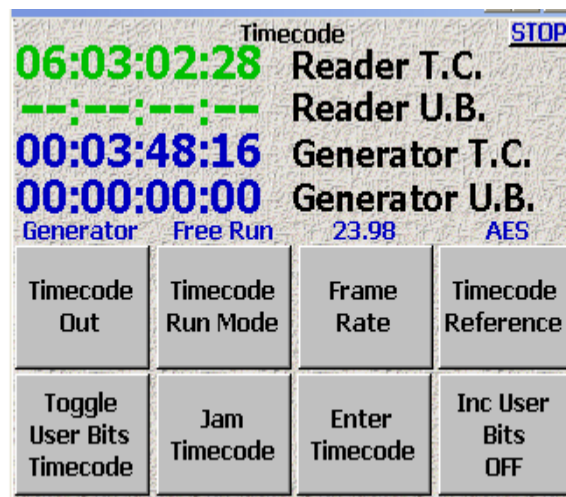 Timecode STOP
06:03:02:28 Reader T.C.
--:--:--:-- Reader U.B.
00:03:48:16 Generator T.C.
00:00:00:00 Generator U.B.
Generator Free Run 23.98 AES
Timecode Out
Timecode Run Mode
Frame Rate
Timecode Reference
Toggle User Bits Timecode
Jam Timecode
Enter Timecode
Inc User Bits OFF